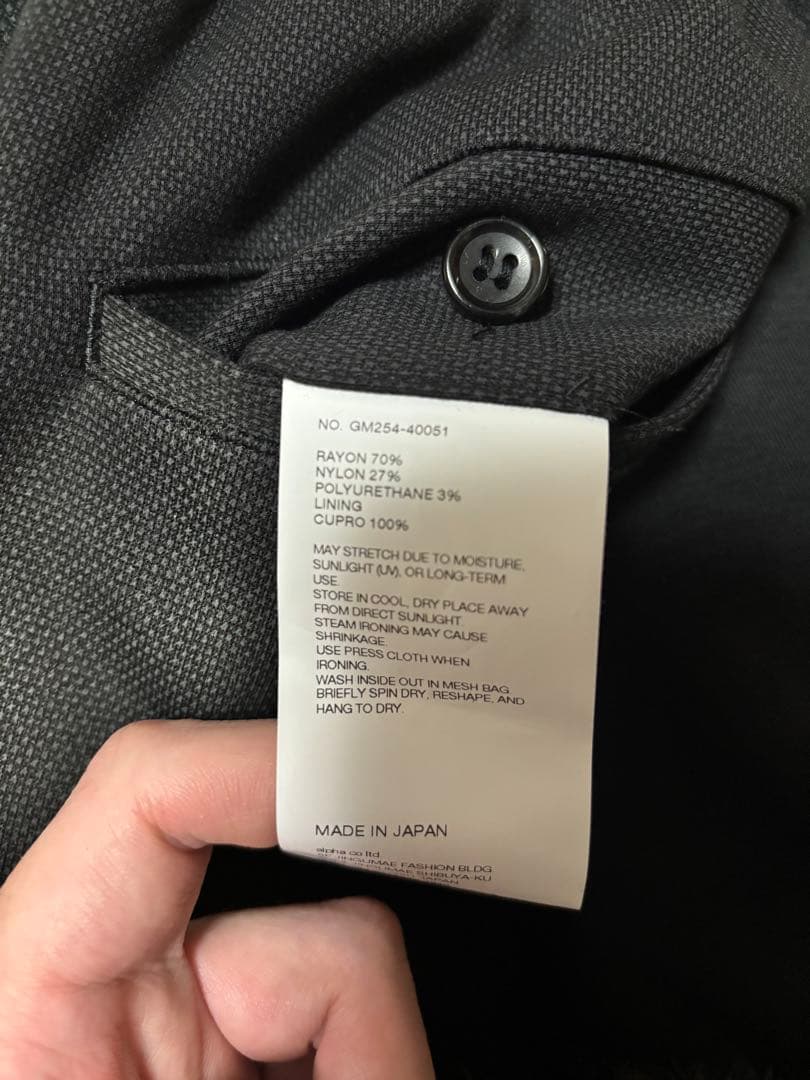 NO. GM254-40051
RAYON 70%
NYLON 27%
POLYURETHANE 3%
LINING
CUPRO 100%
MAY STRETCH DUE TO MOISTURE,
SUNLIGHT (UV), OR LONG-TERM
USE.
STORE IN COOL, DRY PLACE AWAY
FROM DIRECT SUNLIGHT.
STEAM IRONING MAY CAUSE
SHRINKAGE.
USE PRESS CLOTH WHEN
IRONING.
WASH INSIDE OUT IN MESH BAG
BRIEFLY SPIN DRY, RESHAPE, AND
HANG TO DRY.
MADE IN JAPAN
alpha co ltd
JINGUMAE FASHION BLDG
SHIBUYA-KU
JAPAN